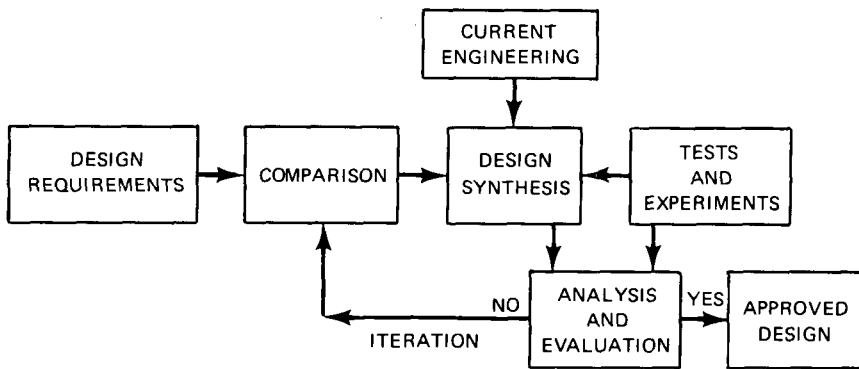 CURRENT
ENGINEERING
DESIGN
REQUIREMENTS
COMPARISON
DESIGN
SYNTHESIS
TESTS
AND
EXPERIMENTS
NO
ITERATION
ANALYSIS
AND
EVALUATION
YES
APPROVED
DESIGN